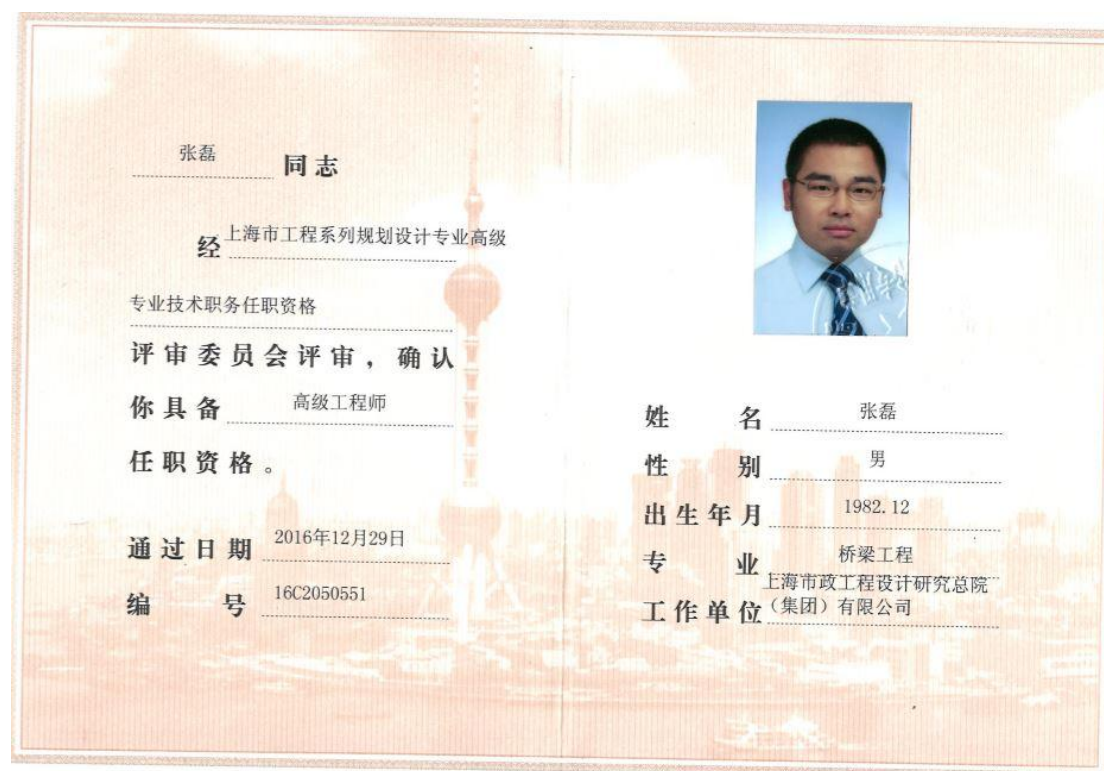 张磊 同志
经 上海市工程系列规划设计专业高级
专业技术职务任职资格
评审委员会评审，确认
你具备 高级工程师
任职资格。
通过日期 2016年12月29日
编号 16C2050551
姓名 张磊
性别 男
出生年月 1982.12
专业 桥梁工程
工作单位 上海市政工程设计研究总院
（集团）有限公司